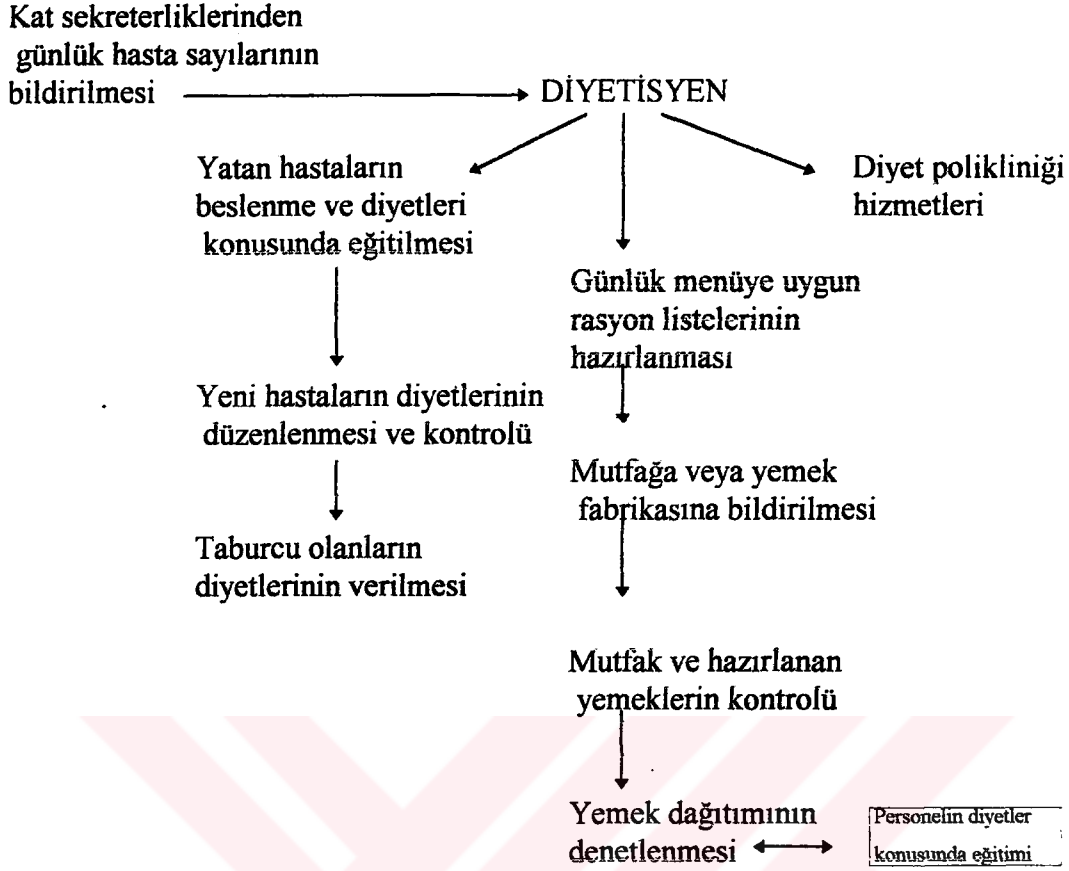 Kat sekreterliklerinden
günlük hasta sayılarının
bildirilmesi
DİYETİSYEN
Yatan hastaların
beslenme ve diyetleri
konusunda eğitilmesi
Diyet polikliniği
hizmetleri
Günlük menüye uygun
rasyon listelerinin
hazırlanması
Yeni hastaların diyetlerinin
düzenlenmesi ve kontrolü
Mutfağa veya yemek
fabrikasına bildirilmesi
Taburcu olanların
diyetlerinin verilmesi
Mutfak ve hazırlanan
yemeklerin kontrolü
Yemek dağıtımının
denetlenmesi
Personelin diyetler
konusunda eğitimi